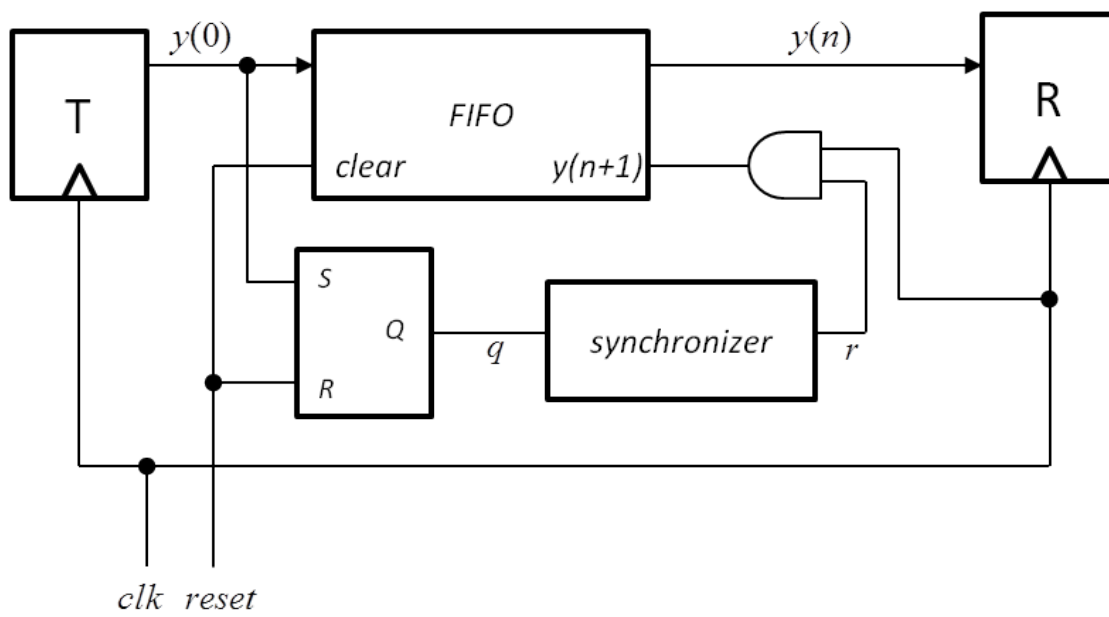 y(0)
y(n)
T
FIFO
R
clear
y(n+1)
S
Q
R
q
synchronizer
r
clk reset